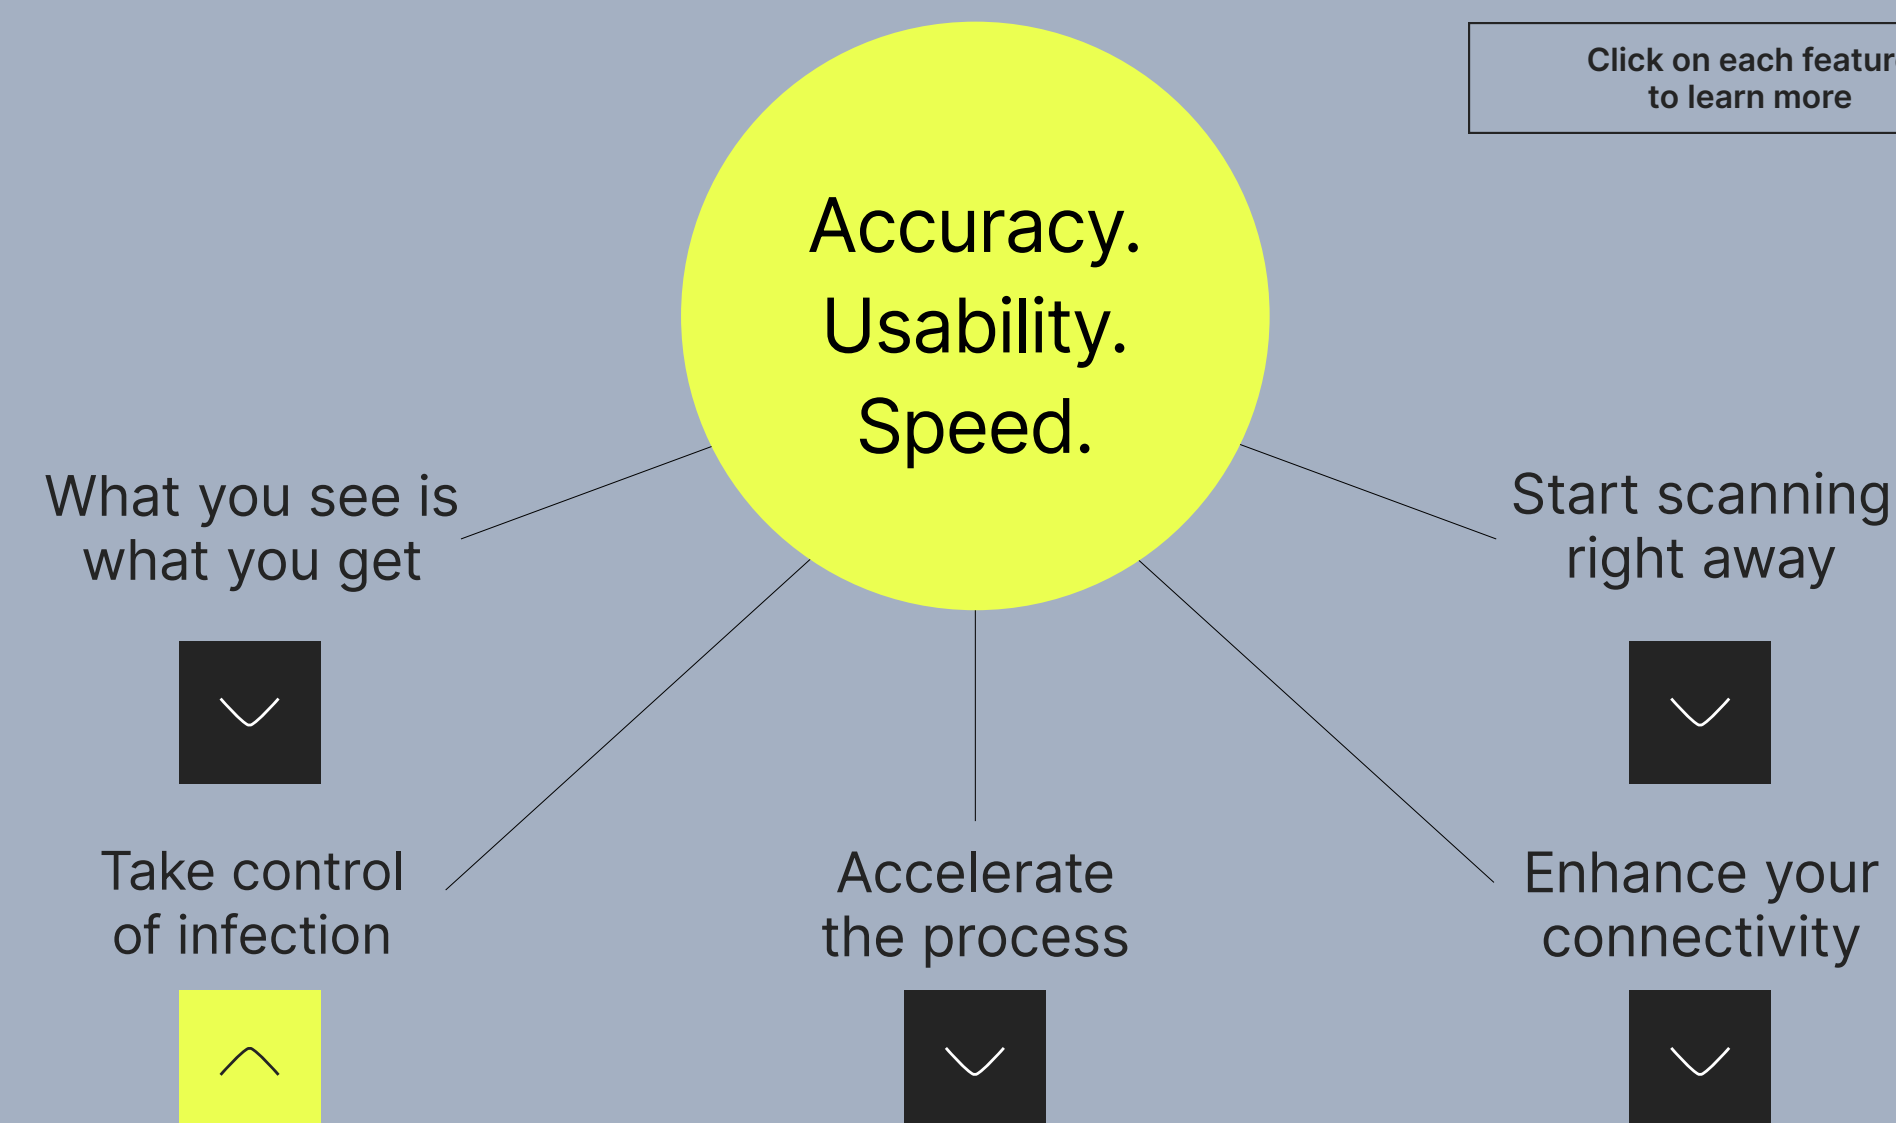 Click on each feature
to learn more
Accuracy.
Usability.
Speed.
What you see is
what you get
Start scanning
right away
Take control
of infection
Accelerate
the process
Enhance your
connectivity